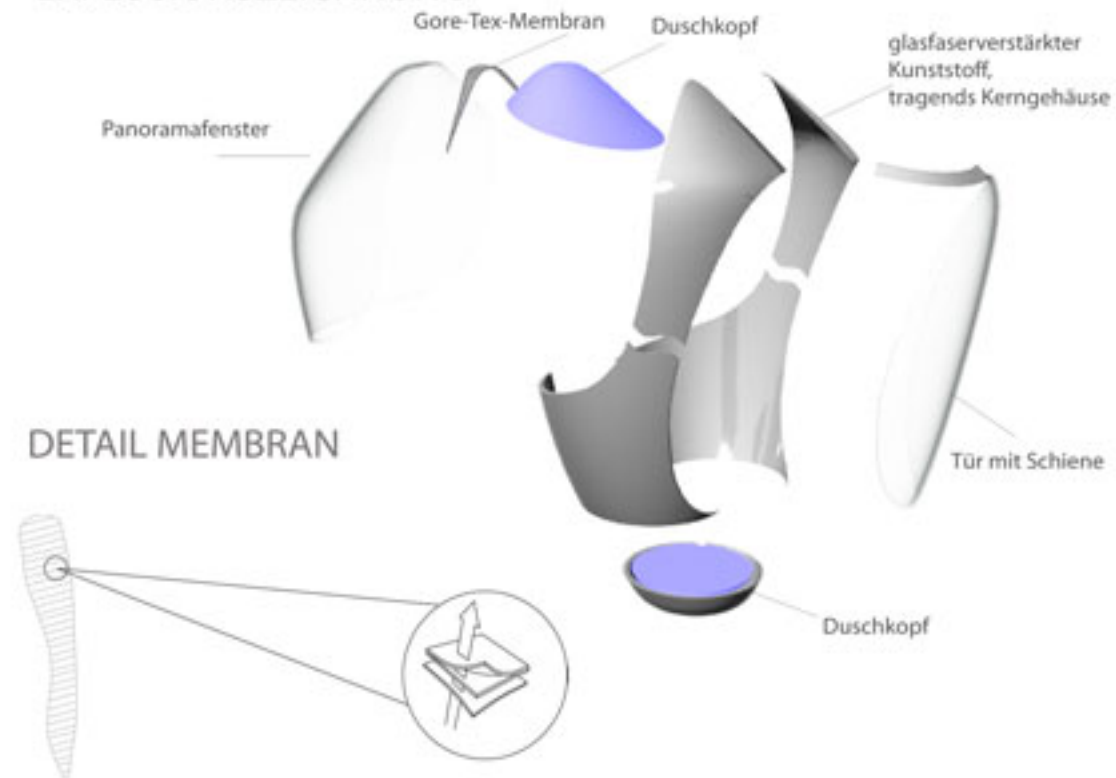 Gore-Tex-Membran
Duschkopf
glasfaserverstärkter
Kunststoff,
tragends Kerngehäuse
Panoramafenster
DETAIL MEMBRAN
Tür mit Schiene
Duschkopf